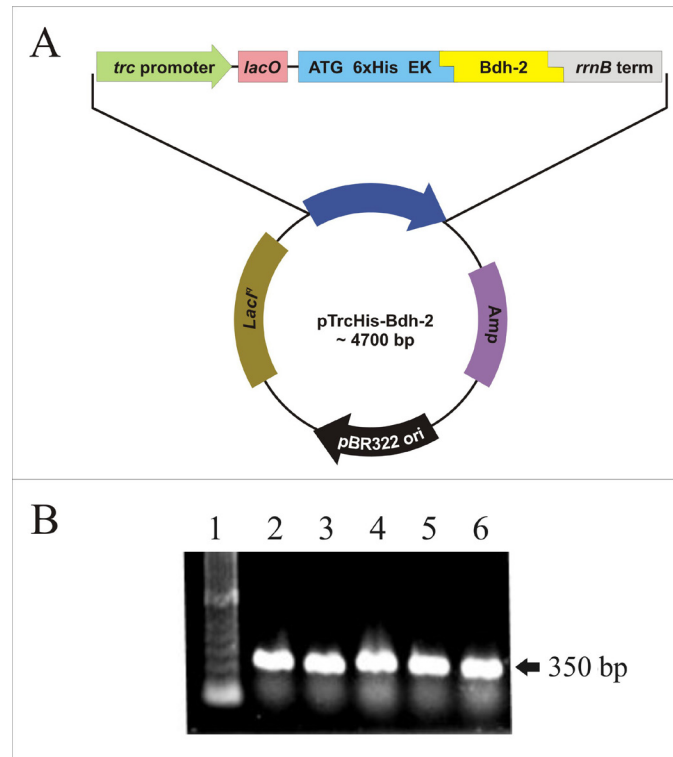 A
trc promoter lacO ATG 6xHis EK Bdh-2 rrnB term
LacIq
pTrcHis-Bdh-2
~ 4700 bp
Amp
pBR322 ori
B
1 2 3 4 5 6
350 bp